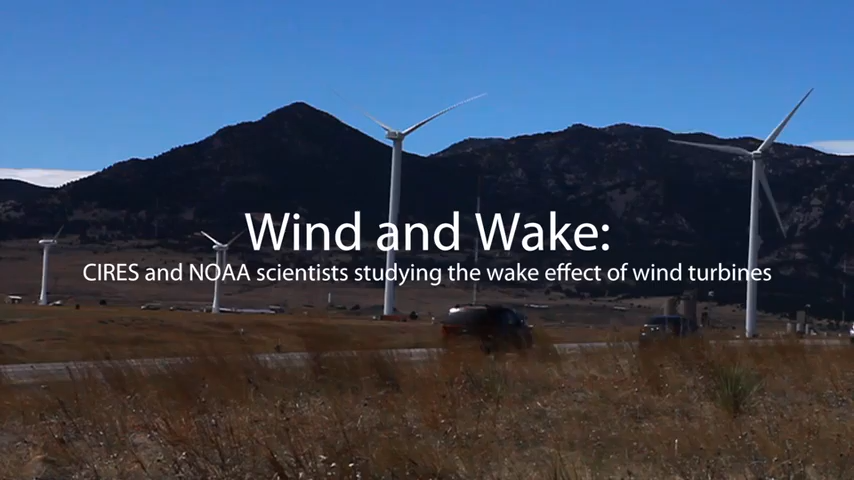 Wind and Wake:
CIRES and NOAA scientists studying the wake effect of wind turbines